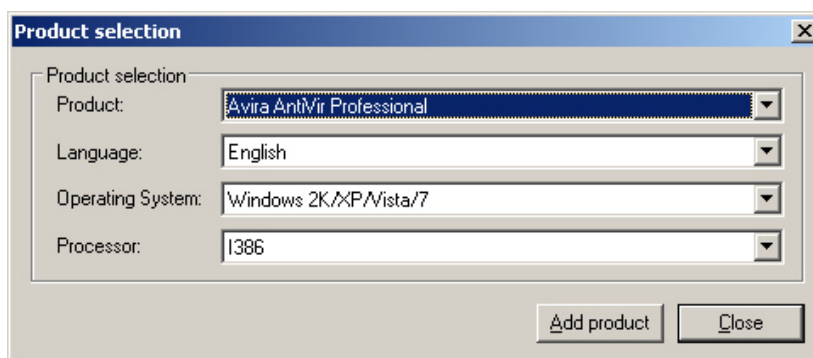 Product selection
Product selection
Product: Avira AntiVir Professional
Language: English
Operating System: Windows 2K/XP/Vista/7
Processor: I386
Add product Close